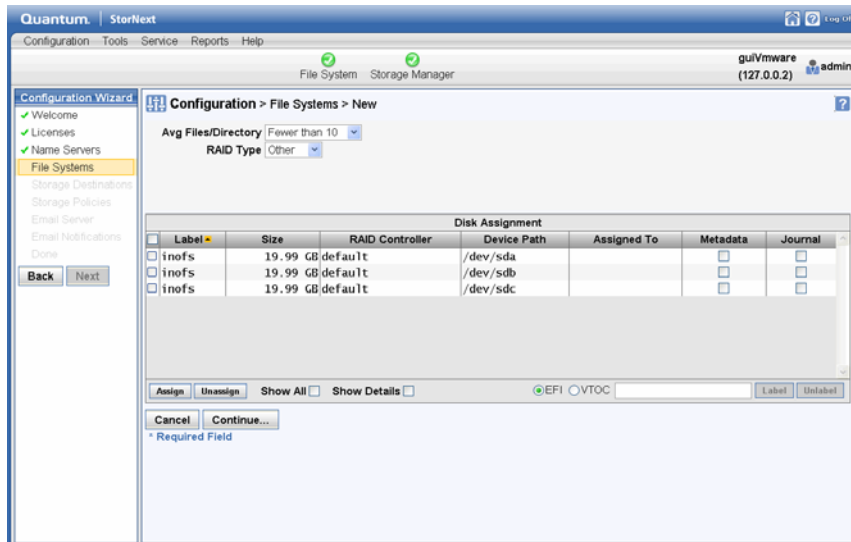 Quantum. StorNext Log Of
Configuration Tools Service Reports Help
File System Storage Manager
guiVmware
(127.0.0.2)
admin
Configuration Wizard
Welcome
Licenses
Name Servers
File Systems
Storage Destinations
Storage Policies
Email Server
Email Notifications
Done
Back Next
Configuration > File Systems > New
Avg Files/Directory Fewer than 10
RAID Type Other
Disk Assignment
Label Size RAID Controller Device Path Assigned To Metadata Journal
inofs 19.99 GB default /dev/sda
inofs 19.99 GB default /dev/sdb
inofs 19.99 GB default /dev/sdc
Assign Unassign Show All Show Details EFI VTOC Label Unlabel
Cancel Continue...
* Required Field